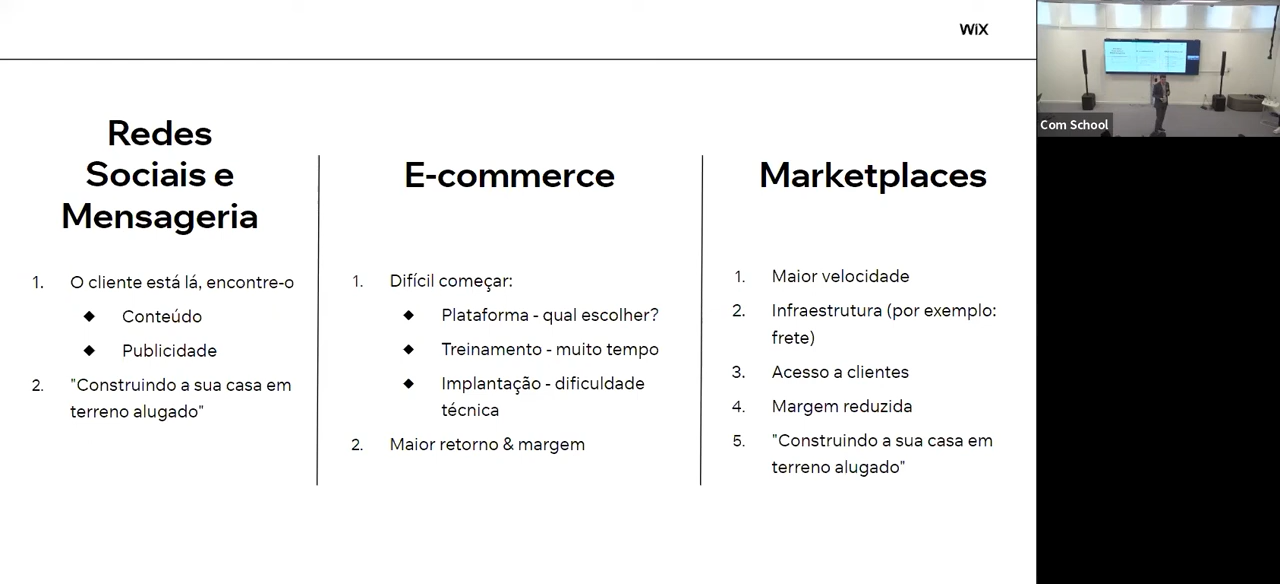 WiX
Com School
Redes
Sociais e
Mensageria
1. O cliente está lá, encontre-o
◆ Conteúdo
◆ Publicidade
2. "Construindo a sua casa em
terreno alugado"
E-commerce
1. Difícil começar:
◆ Plataforma - qual escolher?
◆ Treinamento - muito tempo
◆ Implantação - dificuldade
técnica
2. Maior retorno & margem
Marketplaces
1. Maior velocidade
2. Infraestrutura (por exemplo:
frete)
3. Acesso a clientes
4. Margem reduzida
5. "Construindo a sua casa em
terreno alugado"